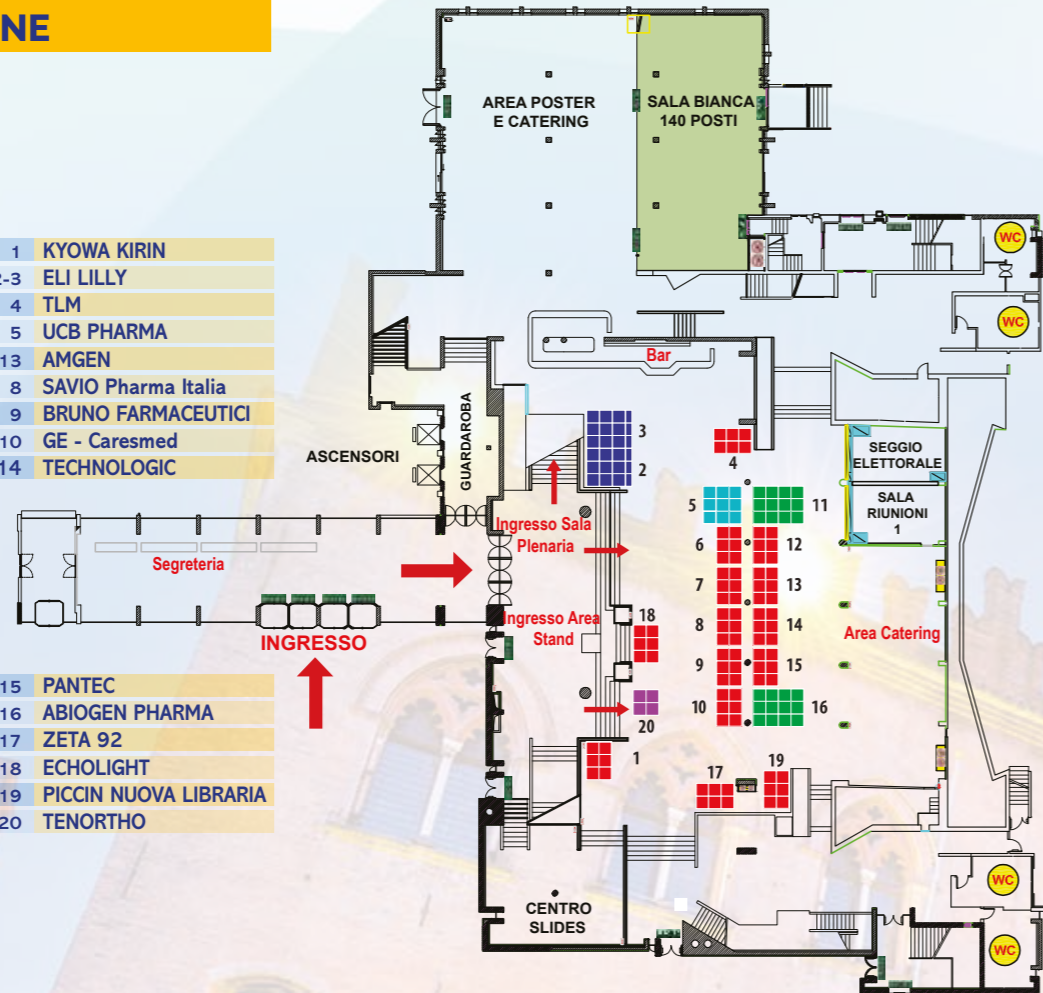 NE
1 KYOWA KIRIN
2-3 ELI LILLY
4 TLM
5 UCB PHARMA
13 AMGEN
8 SAVIO Pharma Italia
9 BRUNO FARMACEUTICI
10 GE - Caresmed
14 TECHNOLOGIC
15 PANTEC
16 ABIOGEN PHARMA
17 ZETA 92
18 ECHOLIGHT
19 PICCIN NUOVA LIBRARIA
20 TENORTHO
AREA POSTER
E CATERING
SALA BIANCA
140 POSTI
WC
WC
Bar
ASCENSORI
GUARDAROBA
3
2
4
SEGGIO
ELETTORALE
SALA
RIUNIONI
1
5
11
Ingresso Sala
Plenaria
6
12
Segreteria
7
13
Ingresso Area
Stand
18
8
14
Area Catering
INGRESSO
9
15
10
16
20
1
17
19
CENTRO
SLIDES
WC
WC